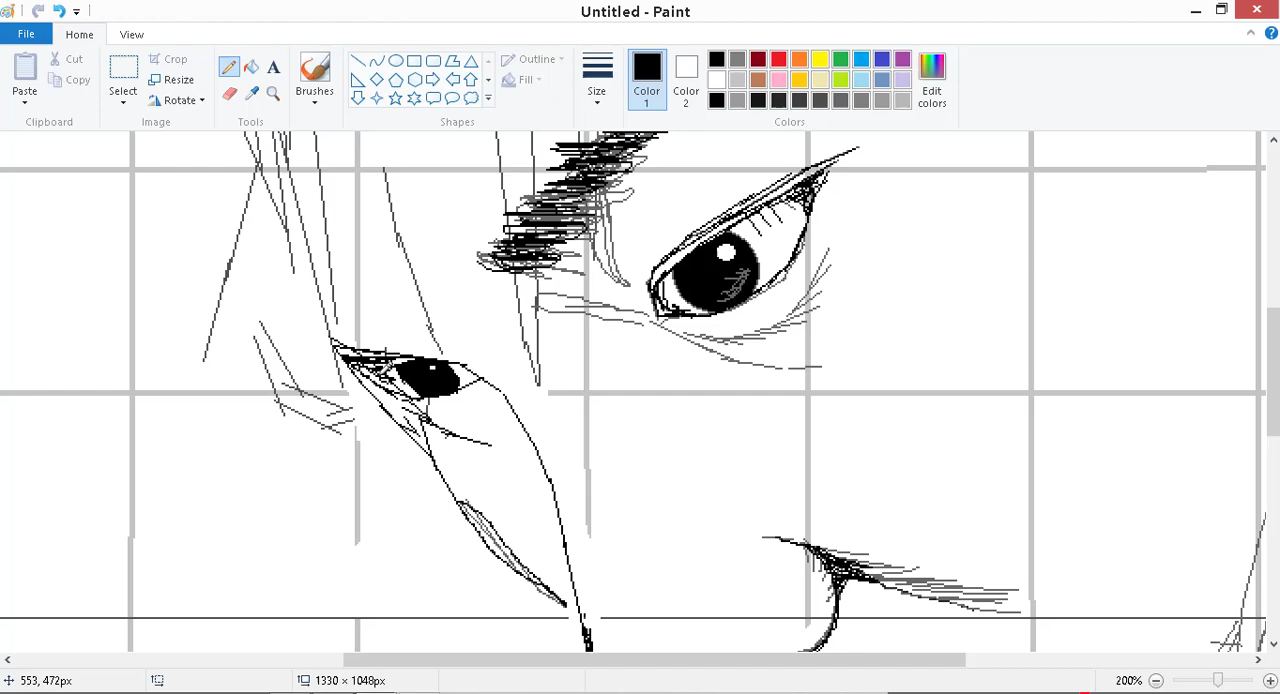 Untitled - Paint
File Home View
Paste Cut Copy Select Crop Resize Rotate Brushes Outline Fill Size Color 1 Color 2 Edit colors
Clipboard Image Tools Shapes Colors
553, 472px 1330 × 1048px 200%